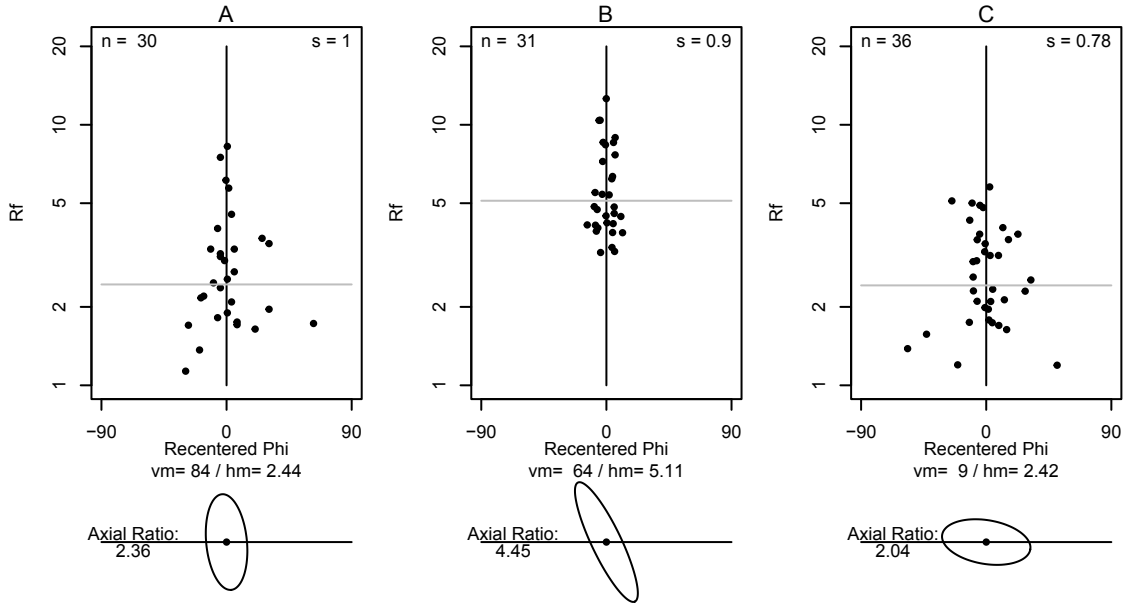 A
n = 30 s = 1
20
10
5
2
1
Rf
−90 0 90
Recentered Phi
vm= 84 / hm= 2.44
Axial Ratio:
2.36
B
n = 31 s = 0.9
20
10
5
2
1
Rf
−90 0 90
Recentered Phi
vm= 64 / hm= 5.11
Axial Ratio:
4.45
C
n = 36 s = 0.78
20
10
5
2
1
Rf
−90 0 90
Recentered Phi
vm= 9 / hm= 2.42
Axial Ratio:
2.04